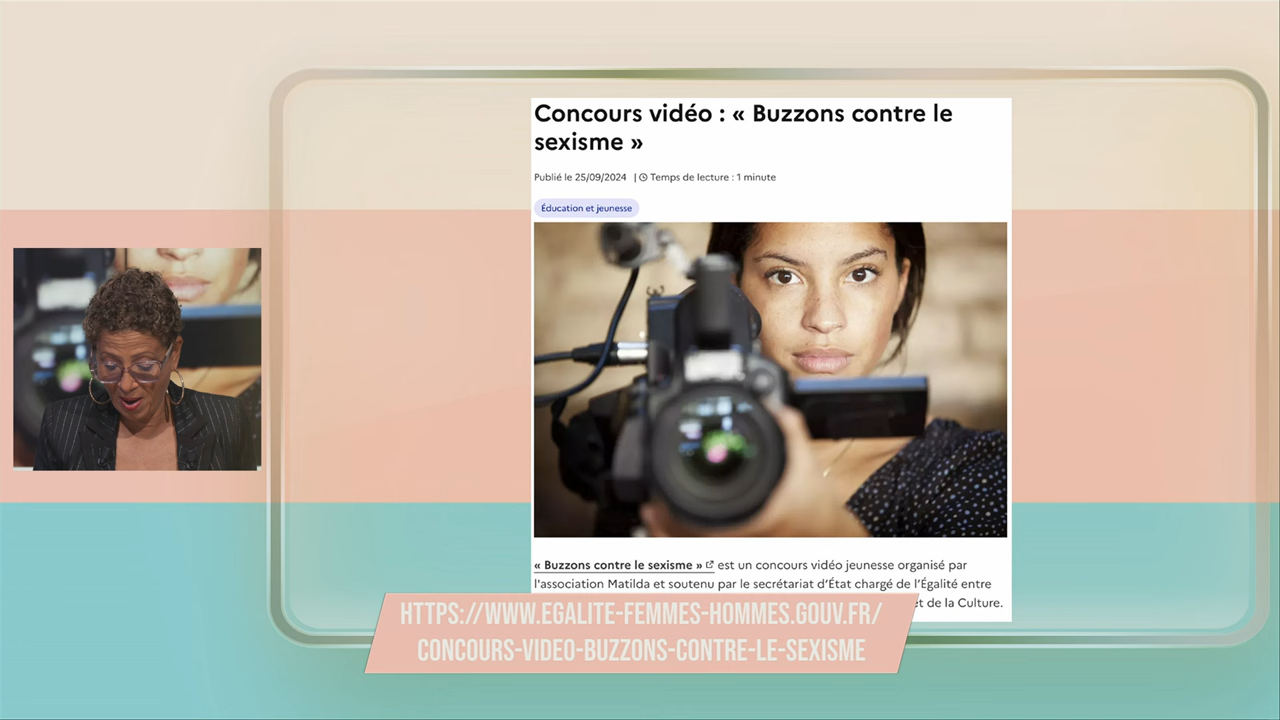 Concours vidéo : « Buzzons contre le
sexisme »
Publié le 25/09/2024 | Temps de lecture : 1 minute
Éducation et jeunesse
« Buzzons contre le sexisme » est un concours vidéo jeunesse organisé par
l'association Matilda et soutenu par le secrétariat d'État chargé de l'Égalité entre
et de la Culture.
HTTPS://WWW.EGALITE-FEMMES-HOMMES.GOUV.FR/
CONCOURS-VIDEO-BUZZONS-CONTRE-LE-SEXISME